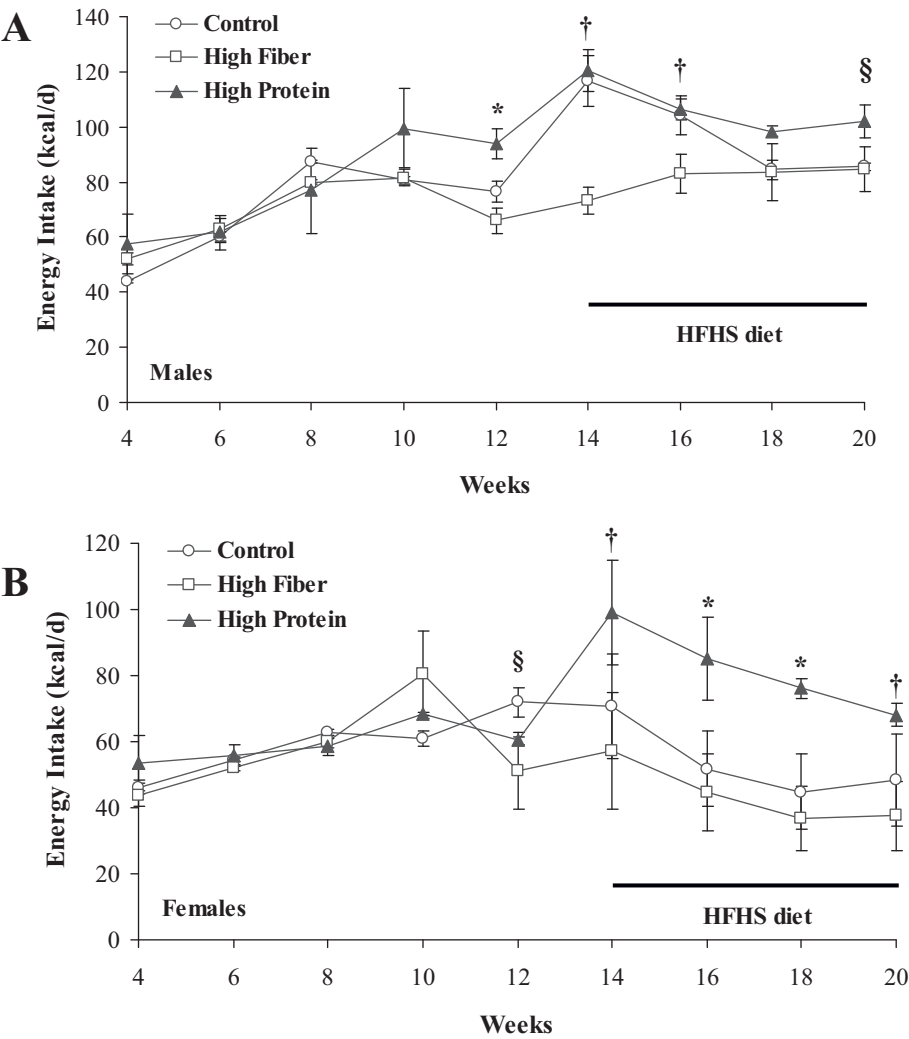 A
Control
High Fiber
High Protein
140
120
100
80
60
40
20
0
Energy Intake (kcal/d)
*
†
†
§
HFHS diet
Males
4 6 8 10 12 14 16 18 20
Weeks
B
Control
High Fiber
High Protein
120
100
80
60
40
20
0
Energy Intake (kcal/d)
§
†
*
*
†
Females
HFHS diet
4 6 8 10 12 14 16 18 20
Weeks